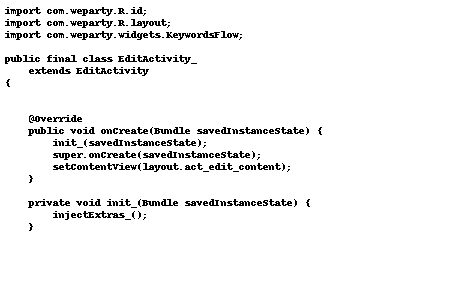 import com.weparty.R.id;
import com.weparty.R.layout;
import com.weparty.widgets.KeywordsFlow;
public final class EditActivity_
extends EditActivity
{
@Override
public void onCreate(Bundle savedInstanceState) {
init_(savedInstanceState);
super.onCreate(savedInstanceState);
setContentView(layout.act_edit_content);
}
private void init_(Bundle savedInstanceState) {
injectExtras_();
}